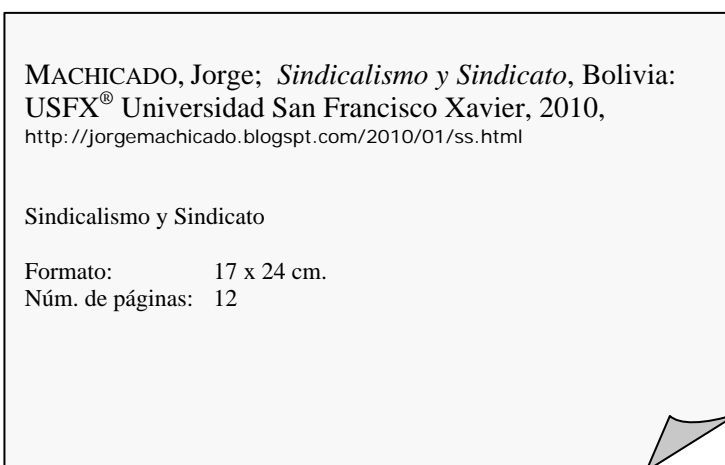 MACHICADO, Jorge; Sindicalismo y Sindicato, Bolivia:
USFX® Universidad San Francisco Xavier, 2010,
http://jorgemachicado.blogspt.com/2010/01/ss.html
Sindicalismo y Sindicato
Formato: 17 x 24 cm.
Núm. de páginas: 12